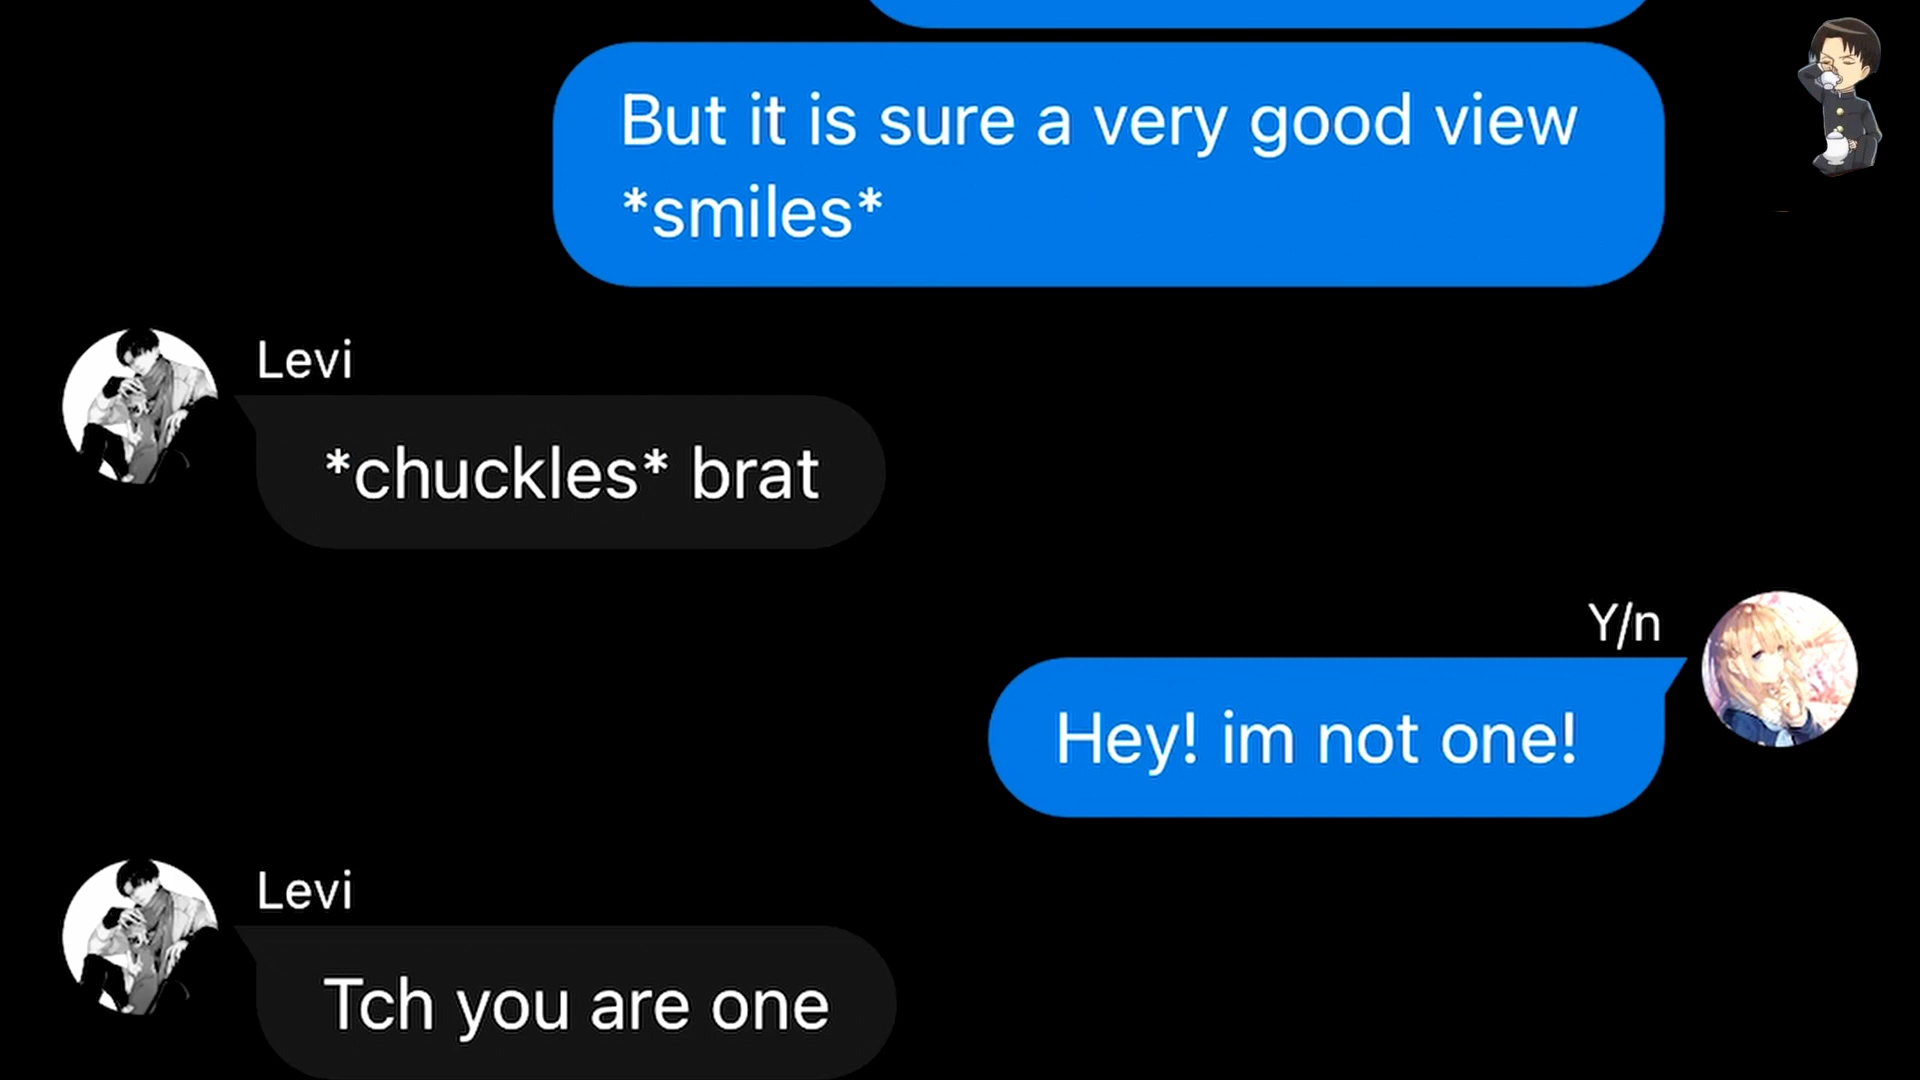 But it is sure a very good view
*smiles*
Levi
*chuckles* brat
Y/n
Hey! im not one!
Levi
Tch you are one